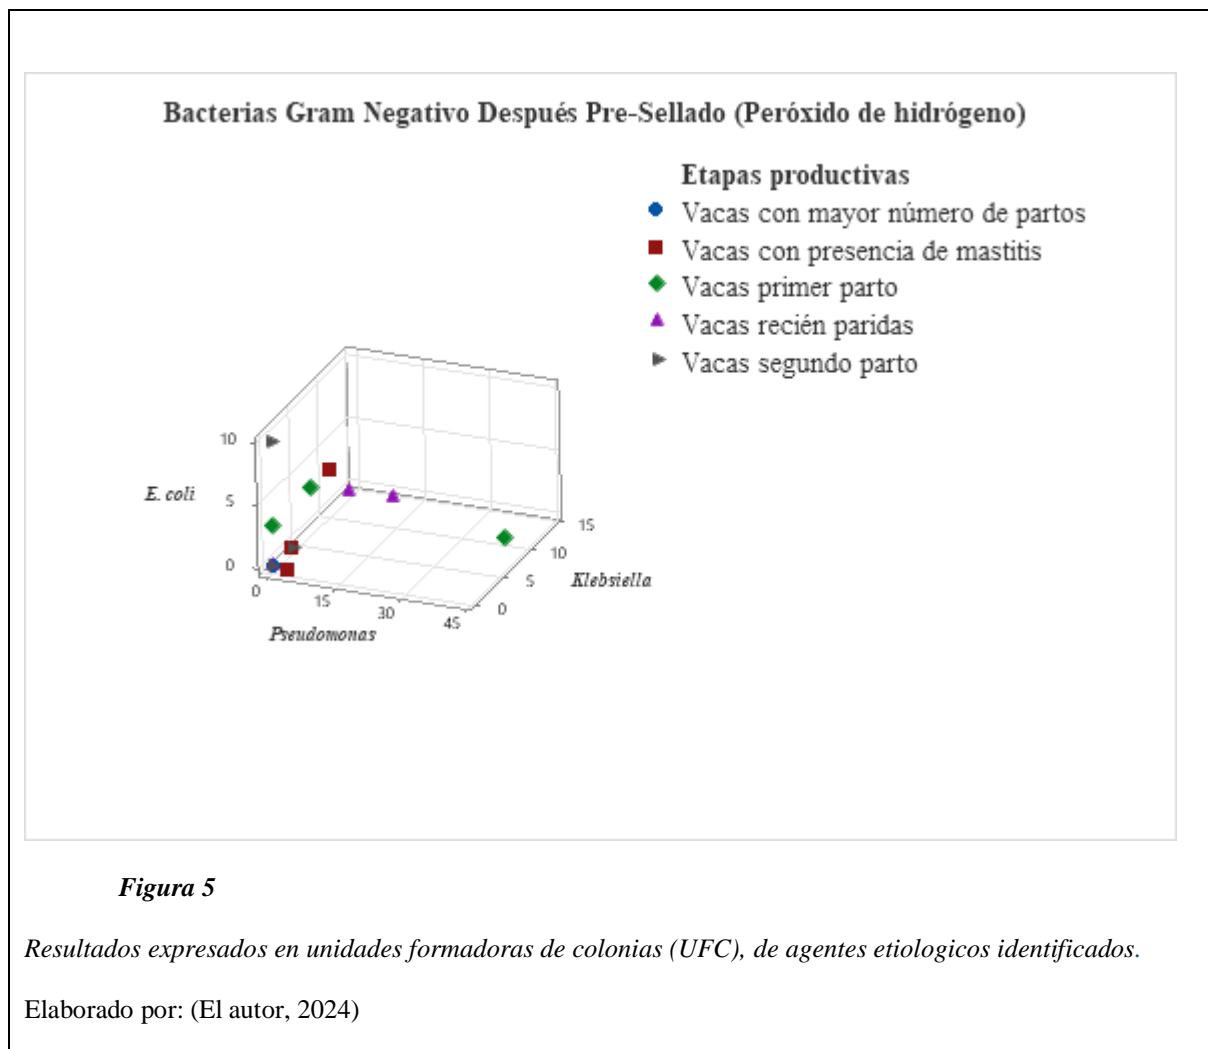 Bacterias Gram Negativo Después Pre-Sellado (Peróxido de hidrógeno)
Etapas productivas
Vacas con mayor número de partos
Vacas con presencia de mastitis
Vacas primer parto
Vacas recién paridas
Vacas segundo parto
10
E. coli
5
0
0
15
30
45
Pseudomonas
15
10
5
0
Klebsiella
Figura 5
Resultados expresados en unidades formadoras de colonias (UFC), de agentes etiologicos identificados.
Elaborado por: (El autor, 2024)